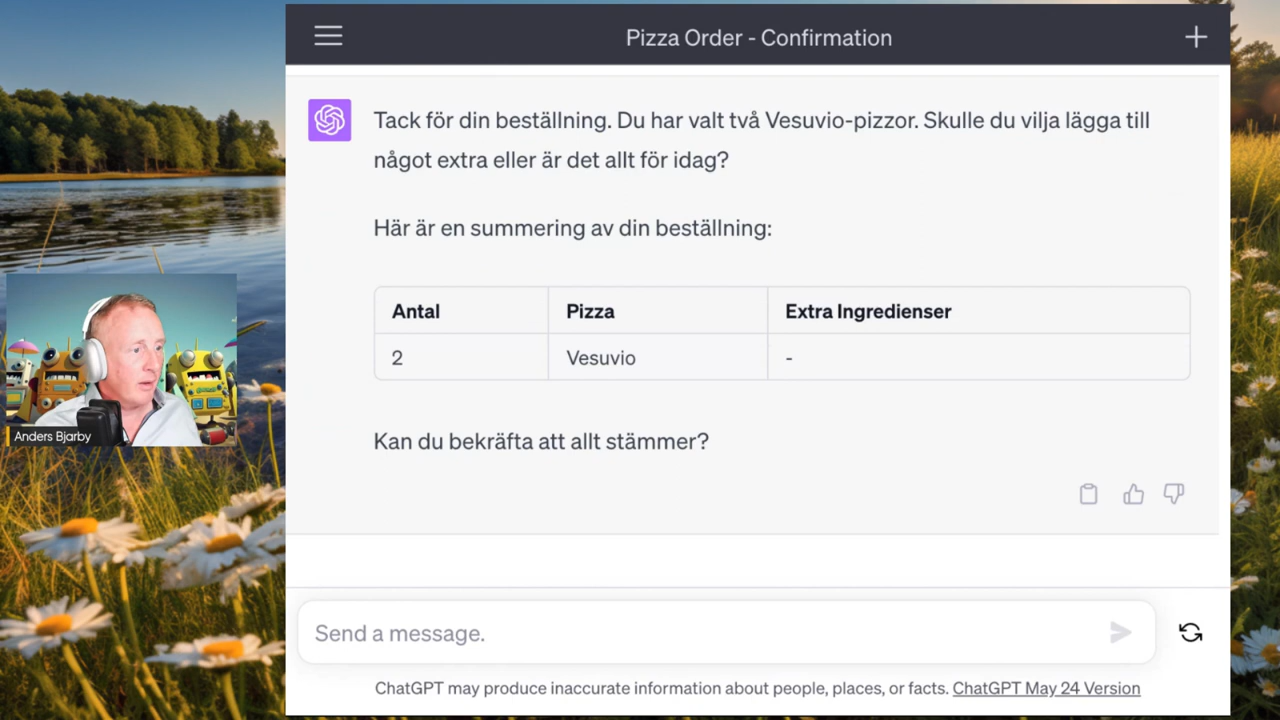 Pizza Order - Confirmation
Tack för din beställning. Du har valt två Vesuvio-pizzor. Skulle du vilja lägga till
något extra eller är det allt för idag?
Här är en summering av din beställning:
Antal Pizza Extra Ingredienser
2 Vesuvio -
Kan du bekräfta att allt stämmer?
Anders Bjarby
Send a message.
ChatGPT may produce inaccurate information about people, places, or facts. ChatGPT May 24 Version